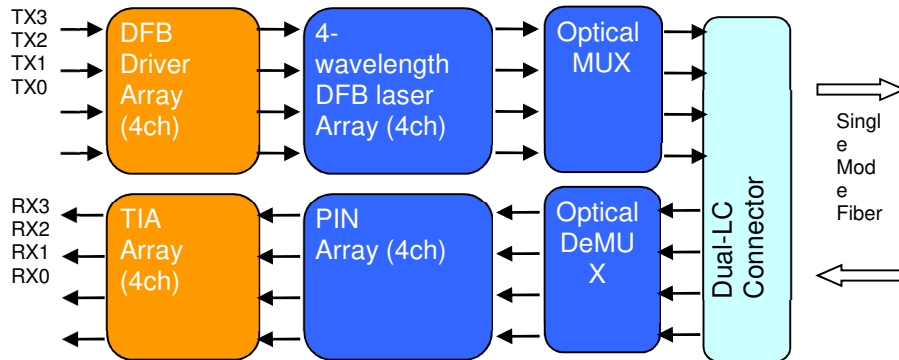 TX3
TX2
TX1
TX0
DFB
Driver
Array
(4ch)
4-
wavelength
DFB laser
Array (4ch)
Optical
MUX
RX3
RX2
RX1
RX0
TIA
Array
(4ch)
PIN
Array (4ch)
Optical
DeMU
X
Dual-LC
Connector
Singl
e
Mod
e
Fiber